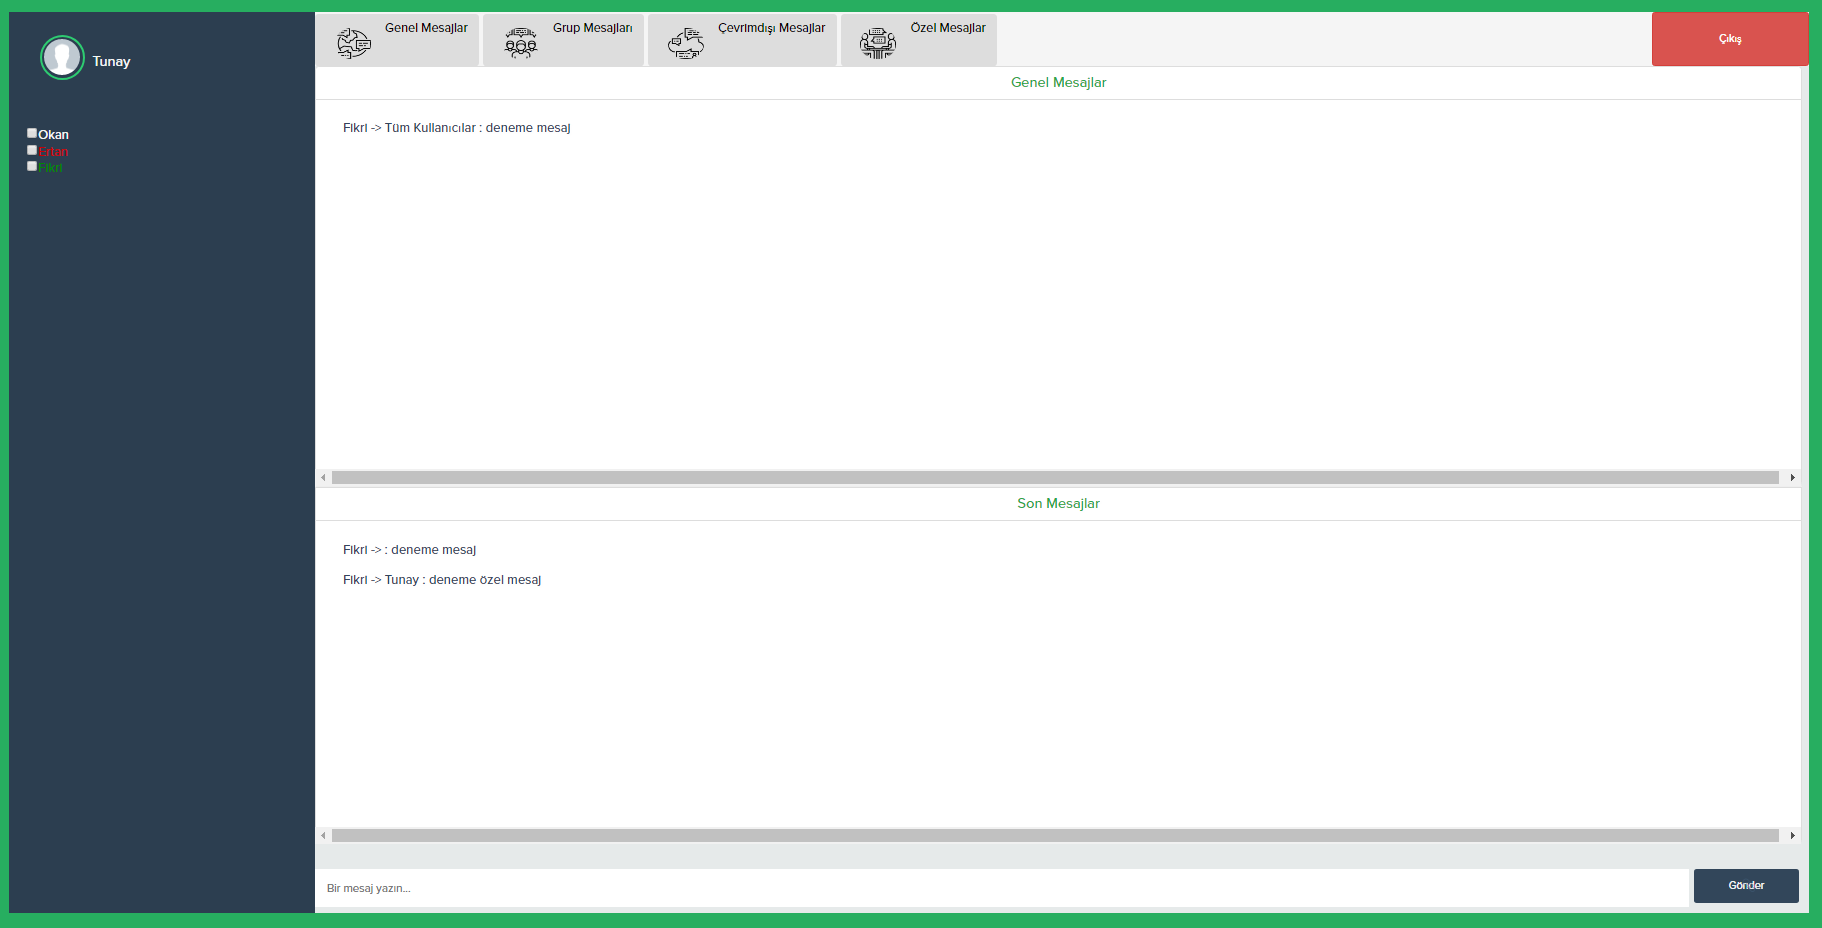 Tunay
Okan
Ertan
Fikri
Genel Mesajlar
Grup Mesajları
Çevrimdışı Mesajlar
Özel Mesajlar
Çıkış
Genel Mesajlar
Fikri -> Tüm Kullanıcılar : deneme mesaj
Son Mesajlar
Fikri -> : deneme mesaj
Fikri -> Tunay : deneme özel mesaj
Bir mesaj yazın...
Gönder